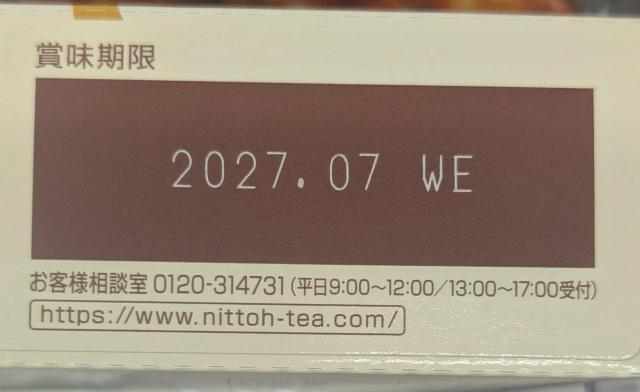 賞味期限
2027.07 WE
お客様相談室 0120-314731（平日9:00〜12:00／13:00〜17:00受付）
https://www.nittoh-tea.com/